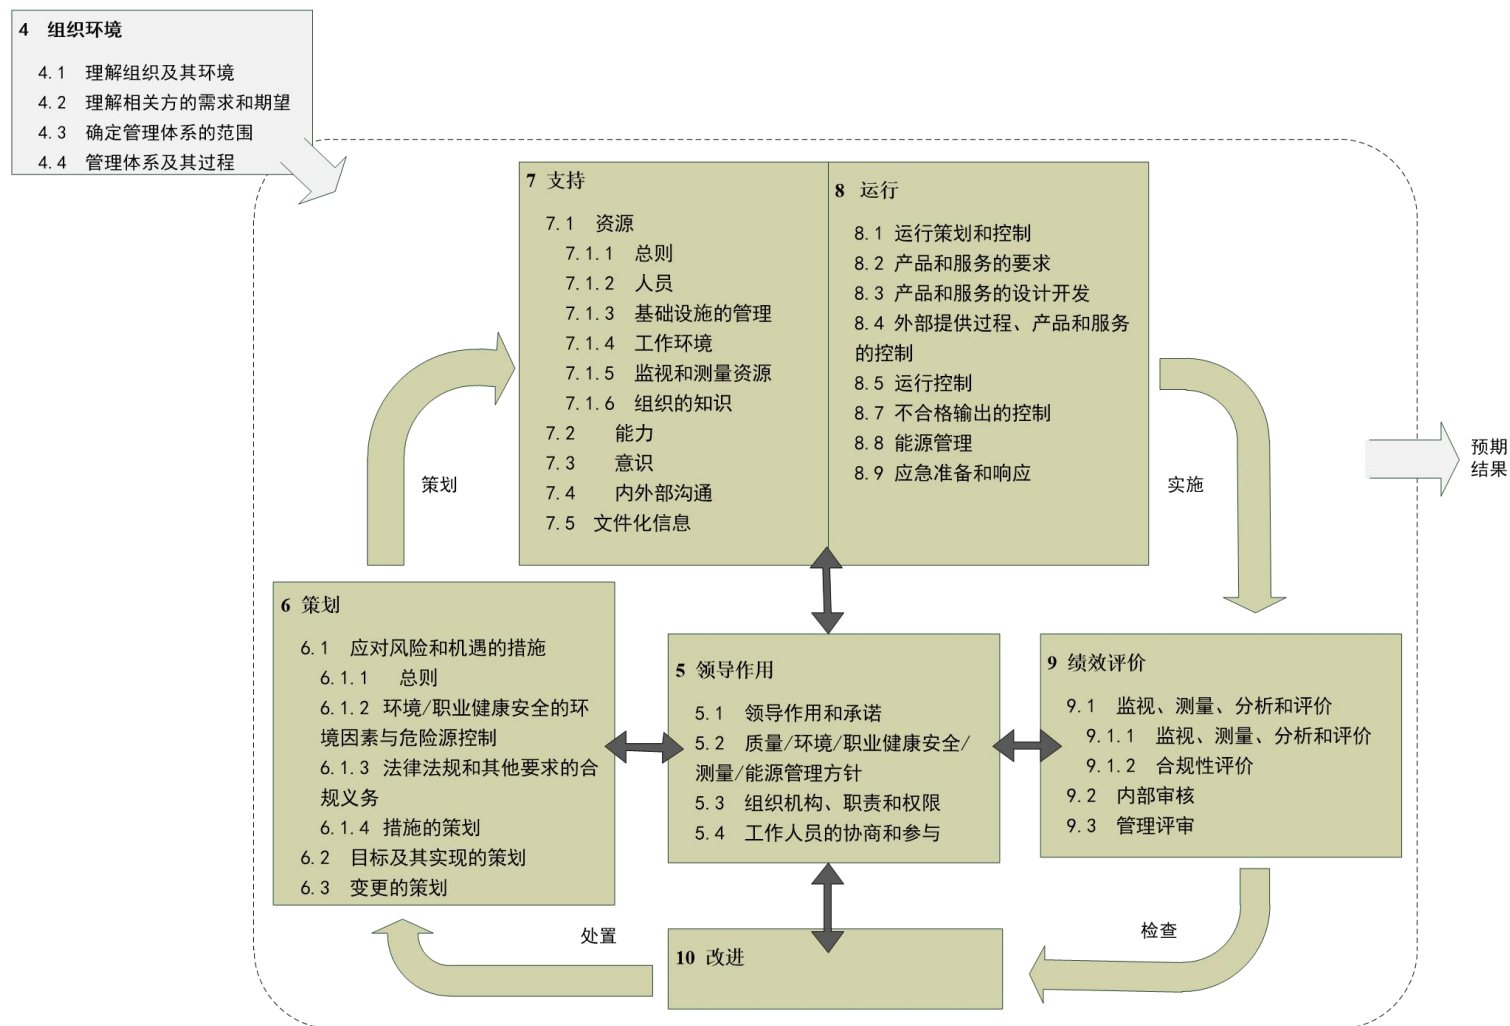 4 组织环境
4.1 理解组织及其环境
4.2 理解相关方的需求和期望
4.3 确定管理体系的范围
4.4 管理体系及其过程
7 支持
7.1 资源
7.1.1 总则
7.1.2 人员
7.1.3 基础设施的管理
7.1.4 工作环境
7.1.5 监视和测量资源
7.1.6 组织的知识
7.2 能力
7.3 意识
7.4 内外部沟通
7.5 文件化信息
8 运行
8.1 运行策划和控制
8.2 产品和服务的要求
8.3 产品和服务的设计开发
8.4 外部提供过程、产品和服务
的控制
8.5 运行控制
8.7 不合格输出的控制
8.8 能源管理
8.9 应急准备和响应
策划
实施
预期
结果
6 策划
6.1 应对风险和机遇的措施
6.1.1 总则
6.1.2 环境/职业健康安全的环
境因素与危险源控制
6.1.3 法律法规和其他要求的合
规义务
6.1.4 措施的策划
6.2 目标及其实现的策划
6.3 变更的策划
5 领导作用
5.1 领导作用和承诺
5.2 质量/环境/职业健康安全/
测量/能源管理方针
5.3 组织机构、职责和权限
5.4 工作人员的协商和参与
9 绩效评价
9.1 监视、测量、分析和评价
9.1.1 监视、测量、分析和评价
9.1.2 合规性评价
9.2 内部审核
9.3 管理评审
处置
检查
10 改进